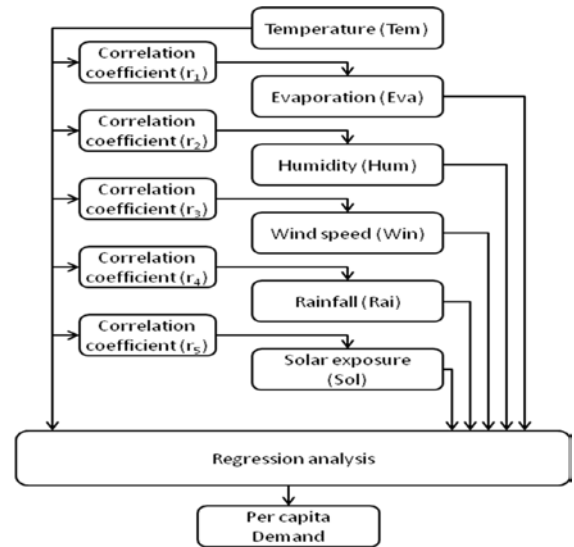 Temperature (Tem)
Correlation
coefficient (r₁)
Evaporation (Eva)
Correlation
coefficient (r₂)
Humidity (Hum)
Correlation
coefficient (r₃)
Wind speed (Win)
Correlation
coefficient (r₄)
Rainfall (Rai)
Correlation
coefficient (r₅)
Solar exposure
(Sol)
Regression analysis
Per capita
Demand